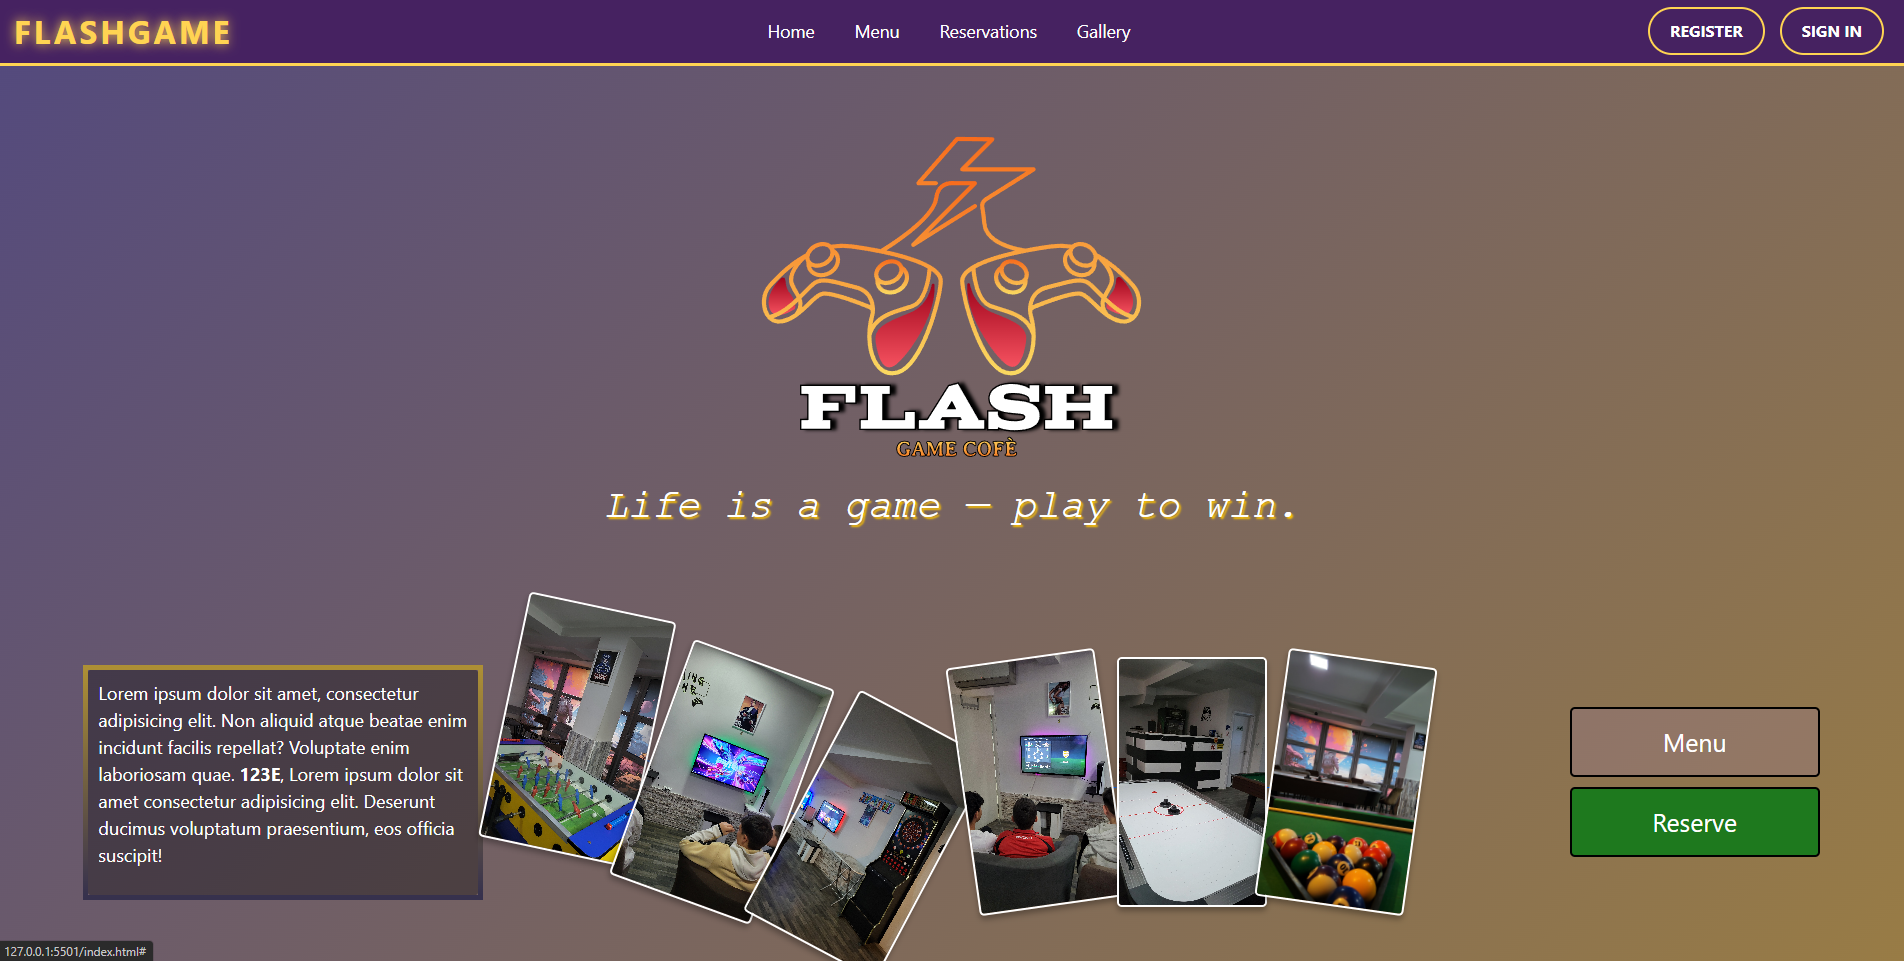 FLASHGAME
Home
Menu
Reservations
Gallery
REGISTER
SIGN IN
FLASH
GAME COFÈ
Life is a game — play to win.
Lorem ipsum dolor sit amet, consectetur
adipisicing elit. Non aliquid atque beatae enim
incidunt facilis repellat? Voluptate enim
laboriosam quae. 123E, Lorem ipsum dolor sit
amet consectetur adipisicing elit. Deserunt
ducimus voluptatum praesentium, eos officia
suscipit!
Menu
Reserve
127.0.0.1:5501/index.html#